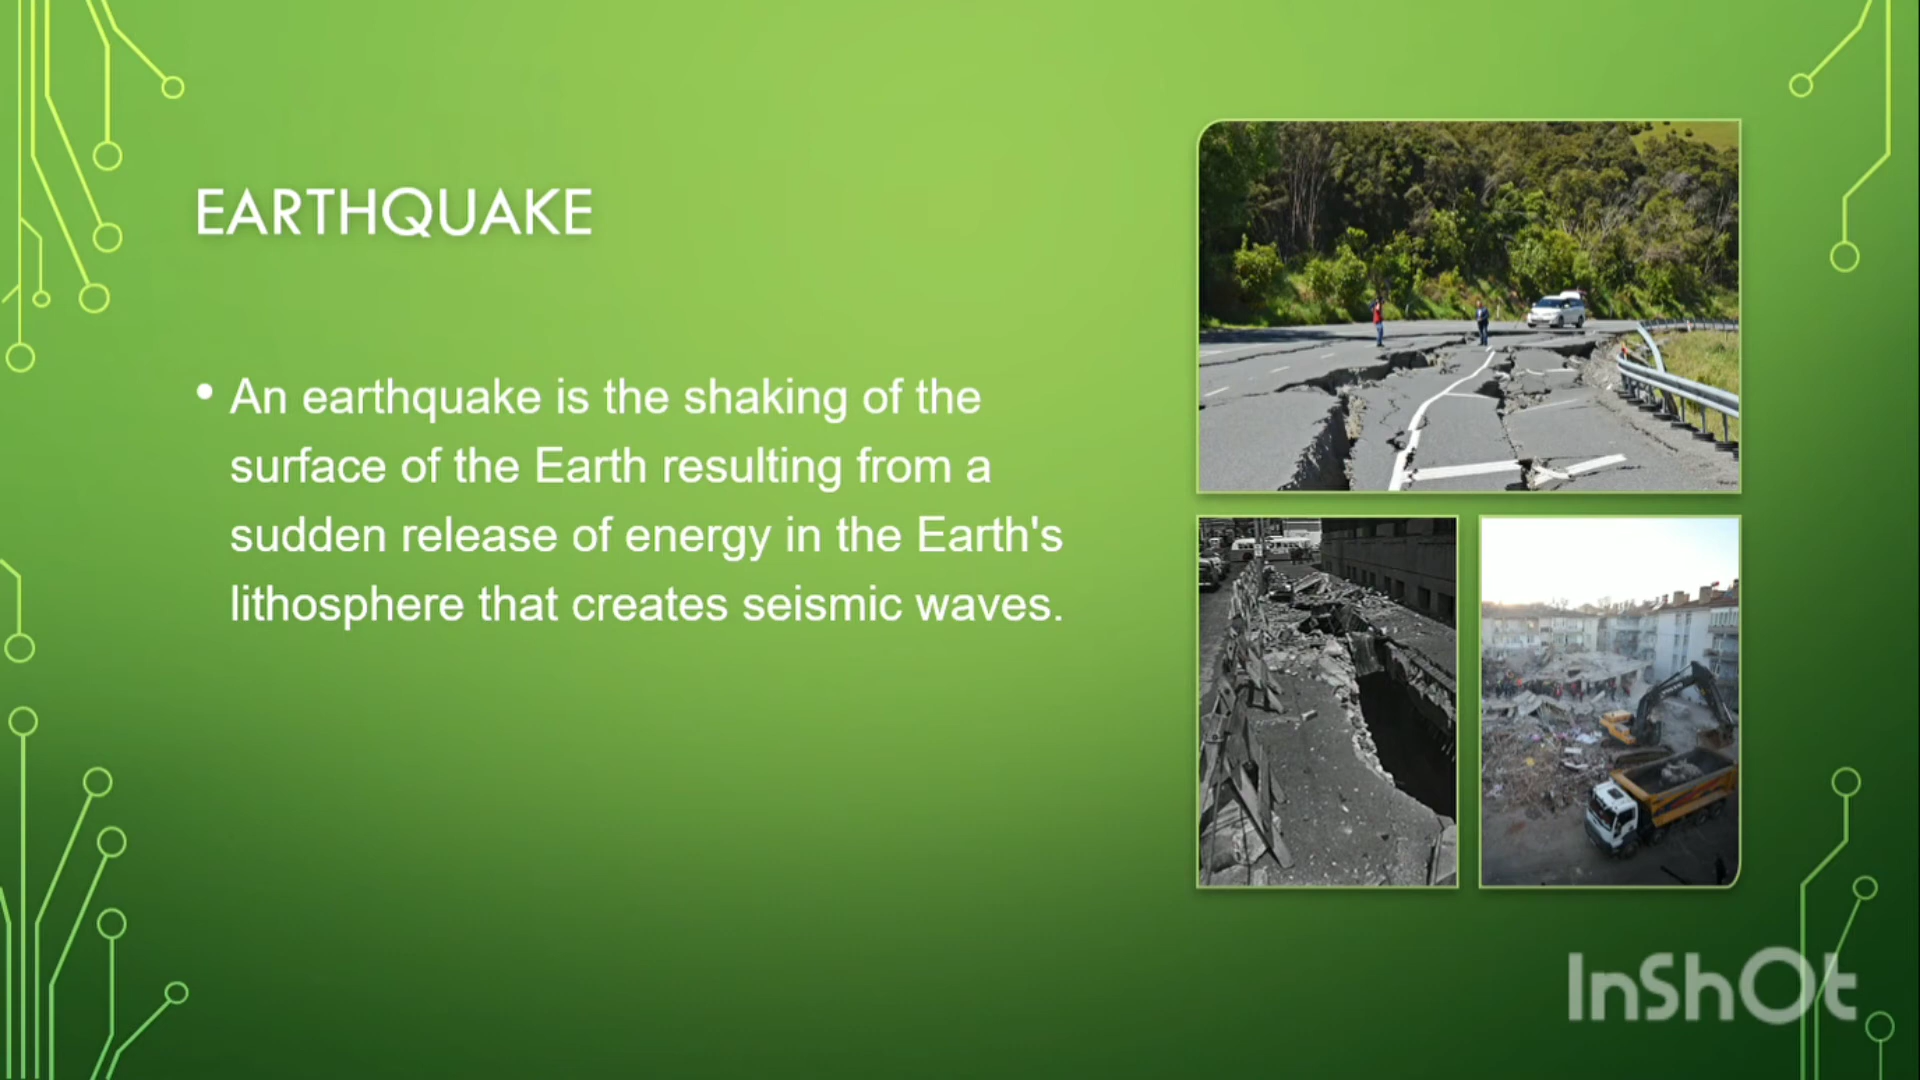 EARTHQUAKE
• An earthquake is the shaking of the
surface of the Earth resulting from a
sudden release of energy in the Earth's
lithosphere that creates seismic waves.
InShOt